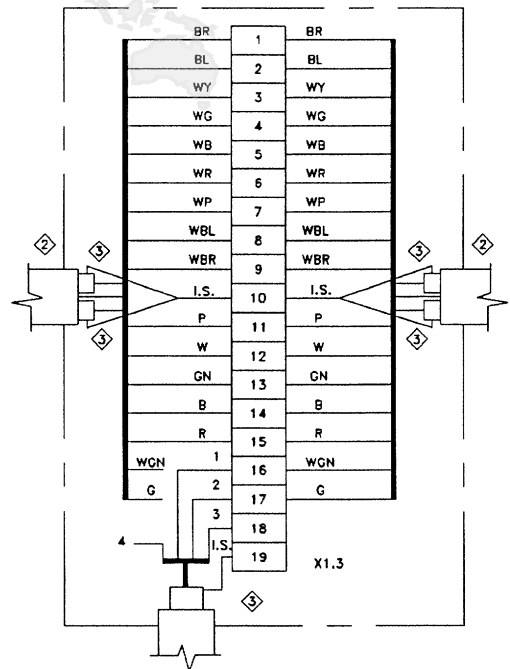 BR 1 BR
BL 2 BL
WY 3 WY
WG 4 WG
WB 5 WB
WR 6 WR
WP 7 WP
WBL 8 WBL
WBR 9 WBR
2 3 I.S. 10 I.S. 3 2
3 P 11 P 3
W 12 W
GN 13 GN
B 14 B
R 15 R
WGN 1 16 WGN
G 2 17 G
3 18
4 I.S. 19 X1.3
3